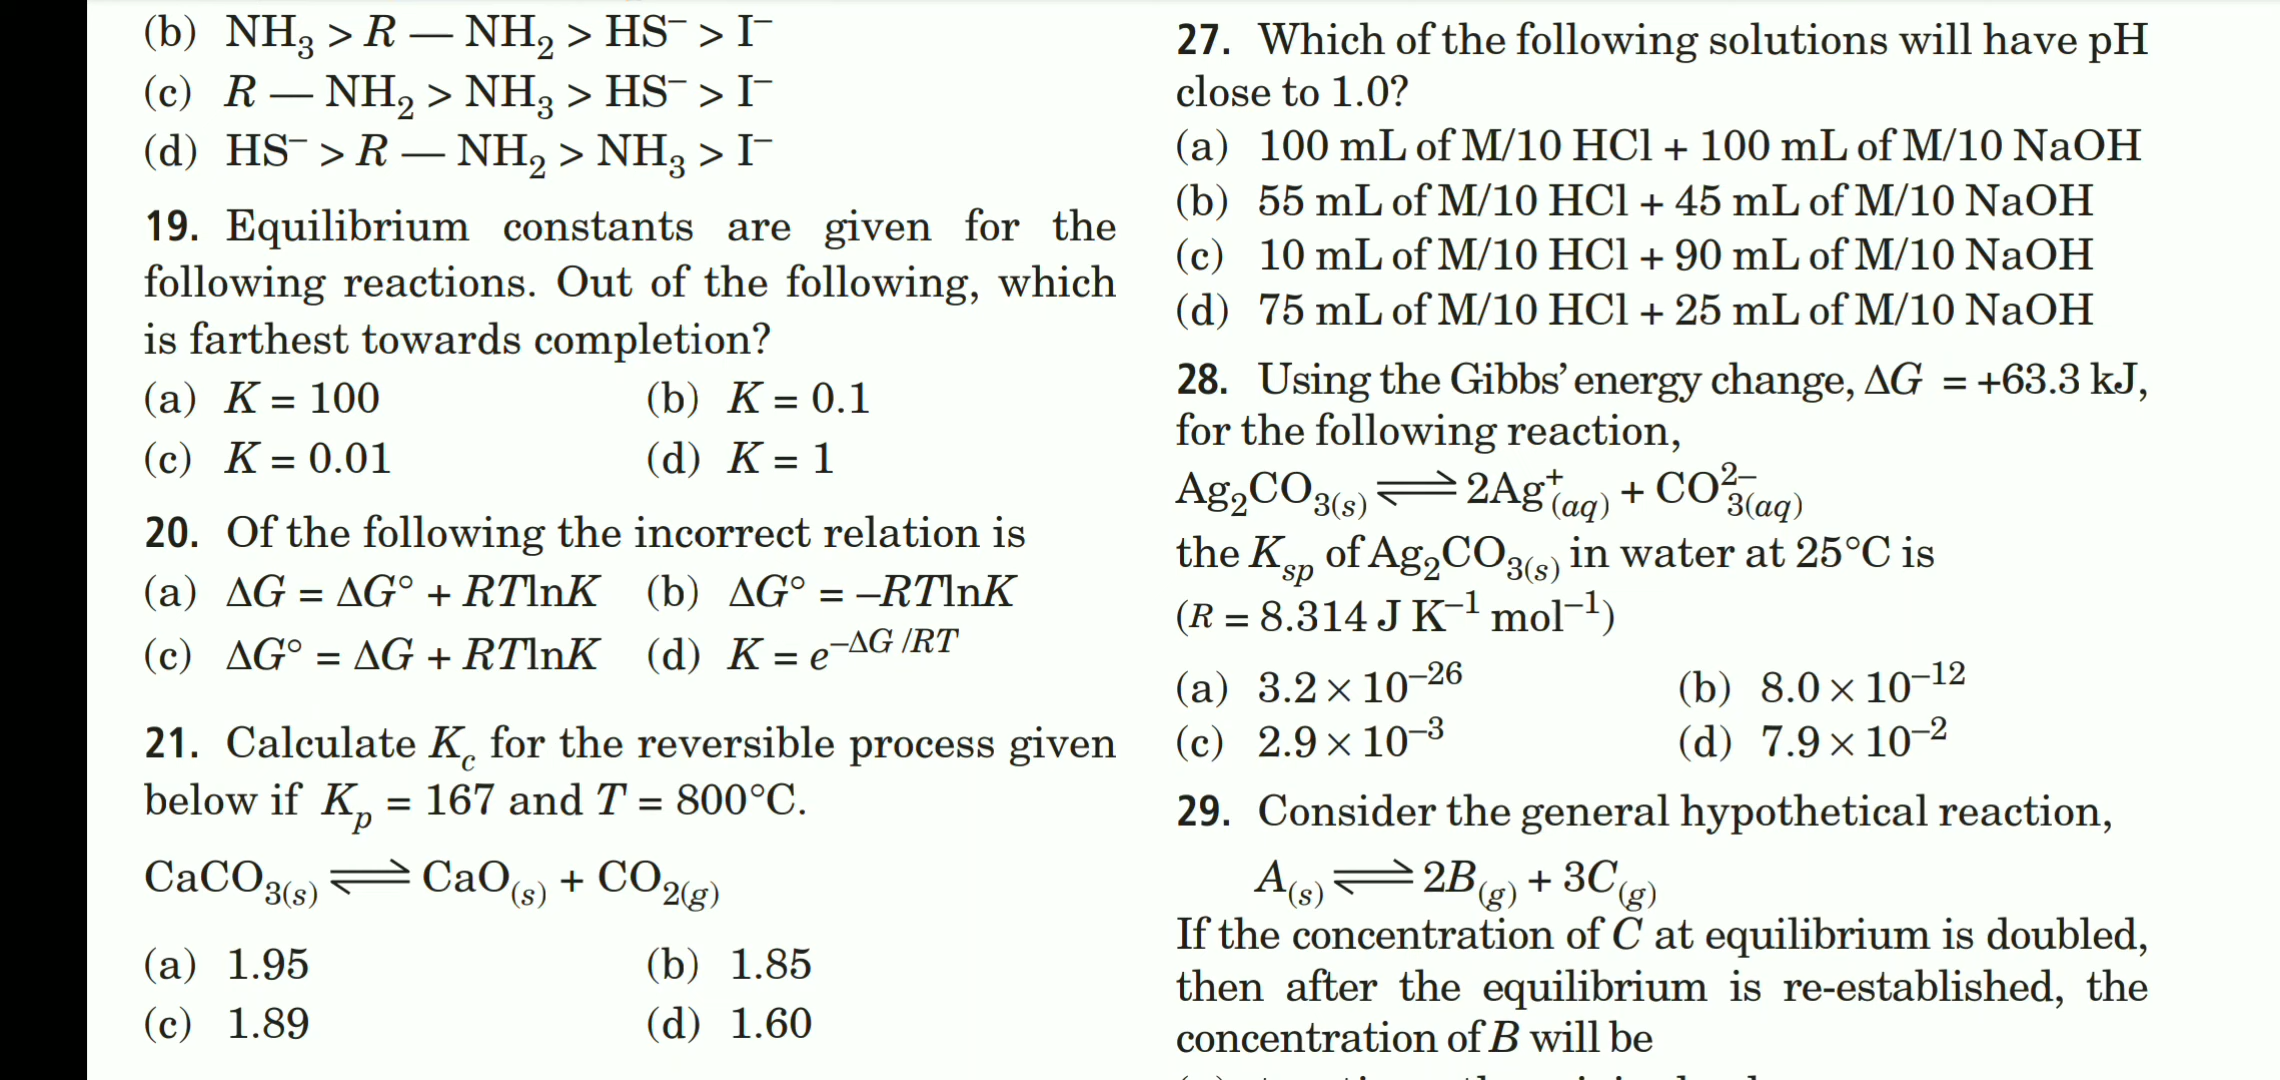 (b) NH₃ > R — NH₂ > HS⁻ > I⁻
(c) R — NH₂ > NH₃ > HS⁻ > I⁻
(d) HS⁻ > R — NH₂ > NH₃ > I⁻
19. Equilibrium constants are given for the
following reactions. Out of the following, which
is farthest towards completion?
(a) K = 100 (b) K = 0.1
(c) K = 0.01 (d) K = 1
20. Of the following the incorrect relation is
(a) ΔG = ΔG° + RTlnK (b) ΔG° = –RTlnK
(c) ΔG° = ΔG + RTlnK (d) K = e^(–ΔG /RT)
21. Calculate K_c for the reversible process given
below if K_p = 167 and T = 800°C.
CaCO₃(s) ⇌ CaO(s) + CO₂(g)
(a) 1.95 (b) 1.85
(c) 1.89 (d) 1.60
27. Which of the following solutions will have pH
close to 1.0?
(a) 100 mL of M/10 HCl + 100 mL of M/10 NaOH
(b) 55 mL of M/10 HCl + 45 mL of M/10 NaOH
(c) 10 mL of M/10 HCl + 90 mL of M/10 NaOH
(d) 75 mL of M/10 HCl + 25 mL of M/10 NaOH
28. Using the Gibbs' energy change, ΔG = +63.3 kJ,
for the following reaction,
Ag₂CO₃(s) ⇌ 2Ag⁺(aq) + CO₃²⁻(aq)
the K_sp of Ag₂CO₃(s) in water at 25°C is
(R = 8.314 J K⁻¹ mol⁻¹)
(a) 3.2 × 10⁻²⁶ (b) 8.0 × 10⁻¹²
(c) 2.9 × 10⁻³ (d) 7.9 × 10⁻²
29. Consider the general hypothetical reaction,
A(s) ⇌ 2B(g) + 3C(g)
If the concentration of C at equilibrium is doubled,
then after the equilibrium is re-established, the
concentration of B will be